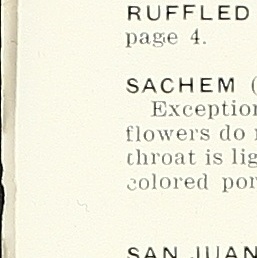 RUFFLED
page 4.
SACHEM (
Exception
flowers do
throat is lig
colored por
SAN JUAN